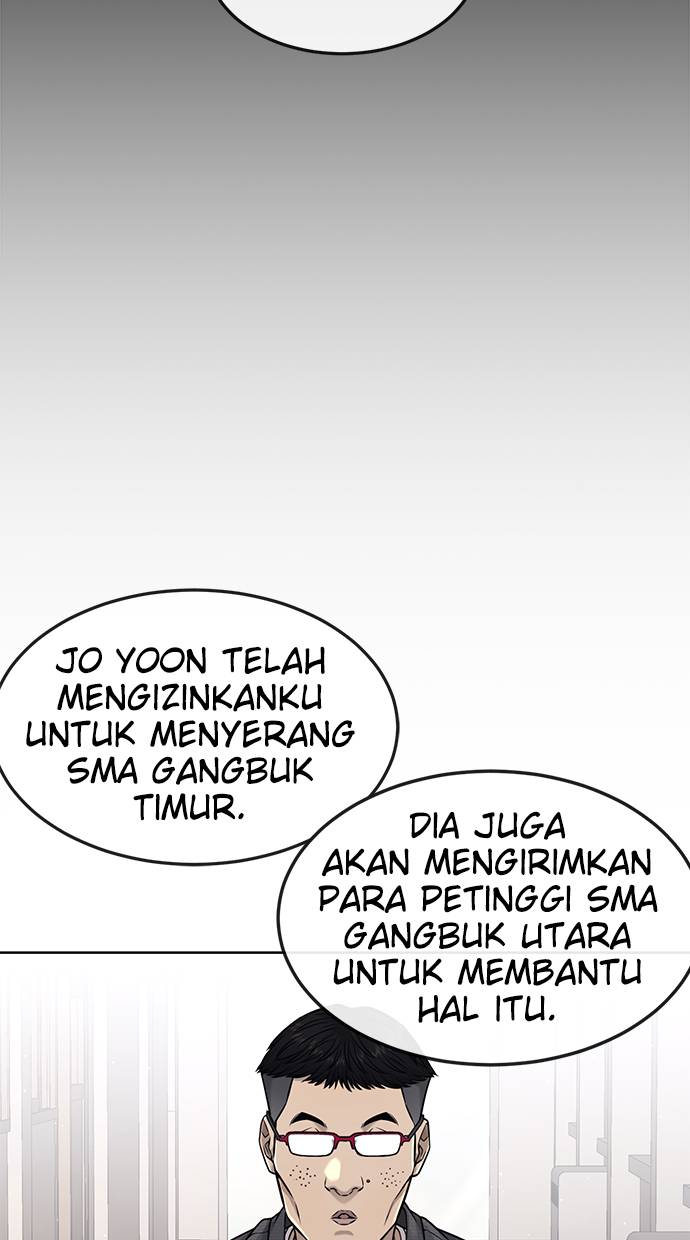 JO YOON TELAH
MENGIZINKANKU
UNTUK MENYERANG
SMA GANGBUK
TIMUR.
DIA JUGA
AKAN MENGIRIMKAN
PARA PETINGGI SMA
GANGBUK UTARA
UNTUK MEMBANTU
HAL ITU.